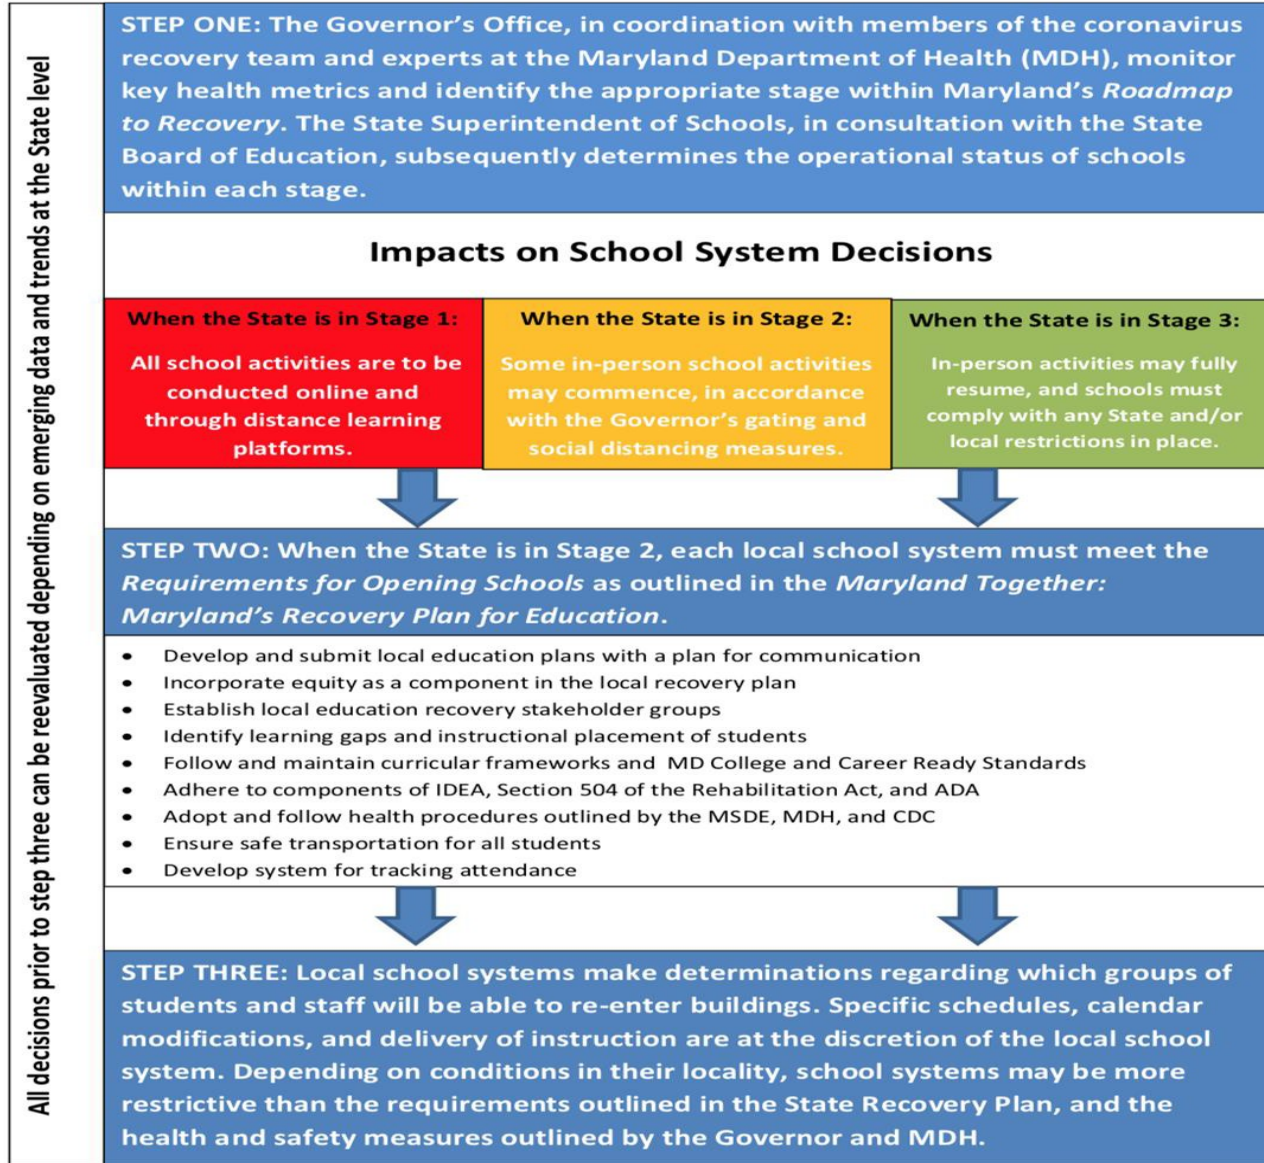 All decisions prior to step three can be reevaluated depending on emerging data and trends at the State level
STEP ONE: The Governor’s Office, in coordination with members of the coronavirus
recovery team and experts at the Maryland Department of Health (MDH), monitor
key health metrics and identify the appropriate stage within Maryland’s Roadmap
to Recovery. The State Superintendent of Schools, in consultation with the State
Board of Education, subsequently determines the operational status of schools
within each stage.
Impacts on School System Decisions
When the State is in Stage 1:
All school activities are to be
conducted online and
through distance learning
platforms.
When the State is in Stage 2:
Some in-person school activities
may commence, in accordance
with the Governor’s gating and
social distancing measures.
When the State is in Stage 3:
In-person activities may fully
resume, and schools must
comply with any State and/or
local restrictions in place.
STEP TWO: When the State is in Stage 2, each local school system must meet the
Requirements for Opening Schools as outlined in the Maryland Together:
Maryland’s Recovery Plan for Education.
• Develop and submit local education plans with a plan for communication
• Incorporate equity as a component in the local recovery plan
• Establish local education recovery stakeholder groups
• Identify learning gaps and instructional placement of students
• Follow and maintain curricular frameworks and MD College and Career Ready Standards
• Adhere to components of IDEA, Section 504 of the Rehabilitation Act, and ADA
• Adopt and follow health procedures outlined by the MSDE, MDH, and CDC
• Ensure safe transportation for all students
• Develop system for tracking attendance
STEP THREE: Local school systems make determinations regarding which groups of
students and staff will be able to re-enter buildings. Specific schedules, calendar
modifications, and delivery of instruction are at the discretion of the local school
system. Depending on conditions in their locality, school systems may be more
restrictive than the requirements outlined in the State Recovery Plan, and the
health and safety measures outlined by the Governor and MDH.